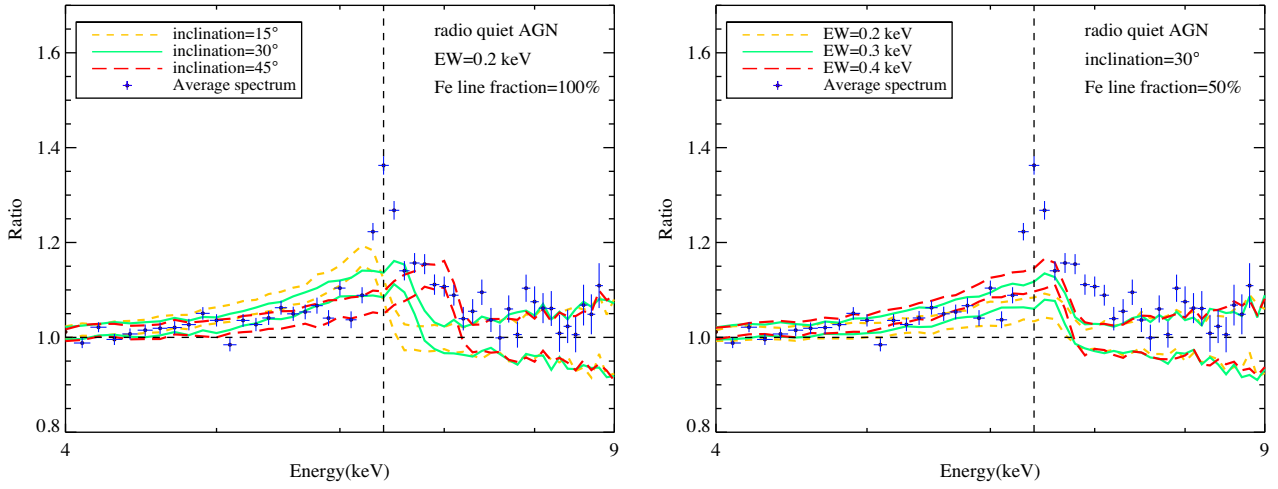 1.6
1.4
1.2
1.0
0.8
Ratio
inclination=15°
inclination=30°
inclination=45°
Average spectrum
radio quiet AGN
EW=0.2 keV
Fe line fraction=100%
4
9
Energy(keV)
1.6
1.4
1.2
1.0
0.8
Ratio
EW=0.2 keV
EW=0.3 keV
EW=0.4 keV
Average spectrum
radio quiet AGN
inclination=30°
Fe line fraction=50%
4
9
Energy(keV)